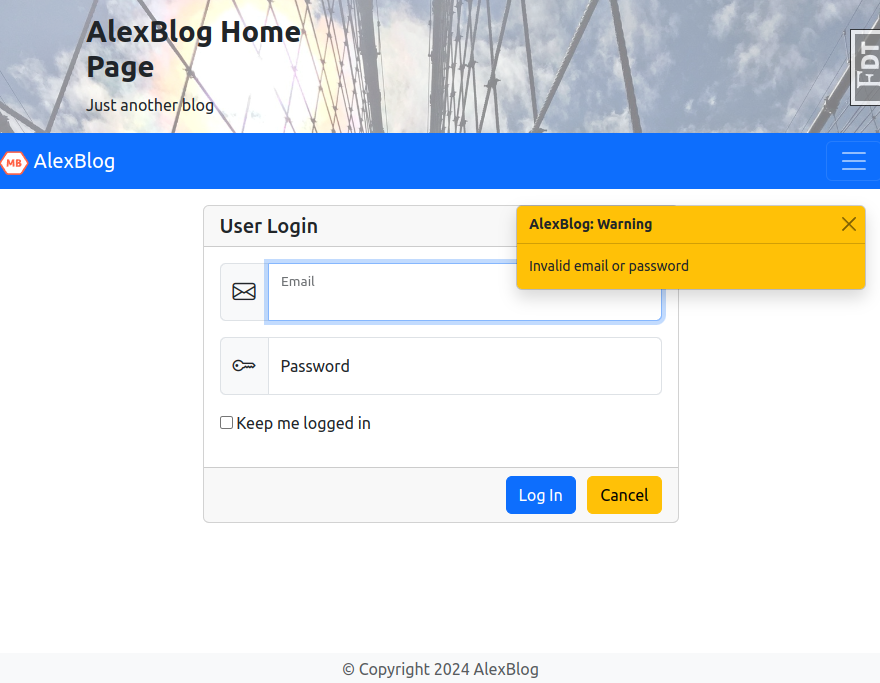 AlexBlog Home
Page
Just another blog
FDT
MB AlexBlog
User Login
AlexBlog: Warning
Invalid email or password
Email
Password
Keep me logged in
Log In
Cancel
© Copyright 2024 AlexBlog